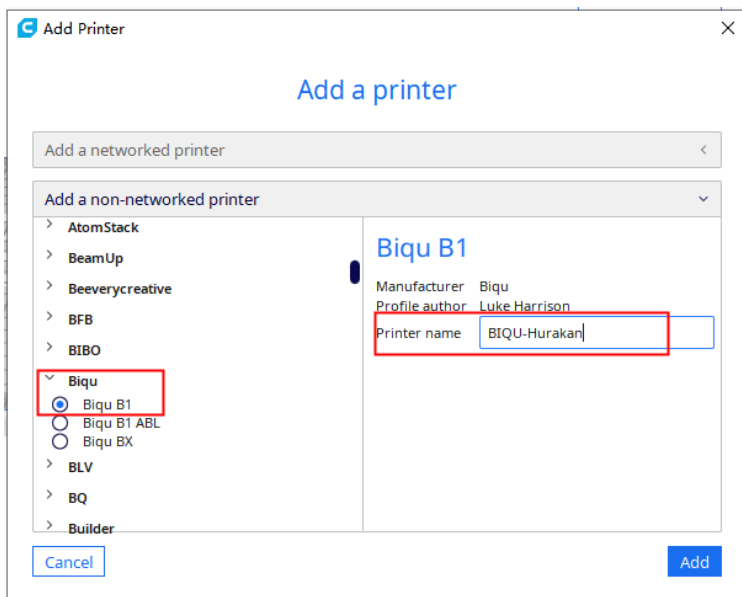 Add Printer
Add a printer
Add a networked printer
Add a non-networked printer
AtomStack
BeamUp
Beeverycreative
BFB
BIBO
Biqu
Biqu B1
Biqu B1 ABL
Biqu BX
BLV
BQ
Builder
Biqu B1
Manufacturer Biqu
Profile author Luke Harrison
Printer name BIQU-Hurakan
Cancel
Add